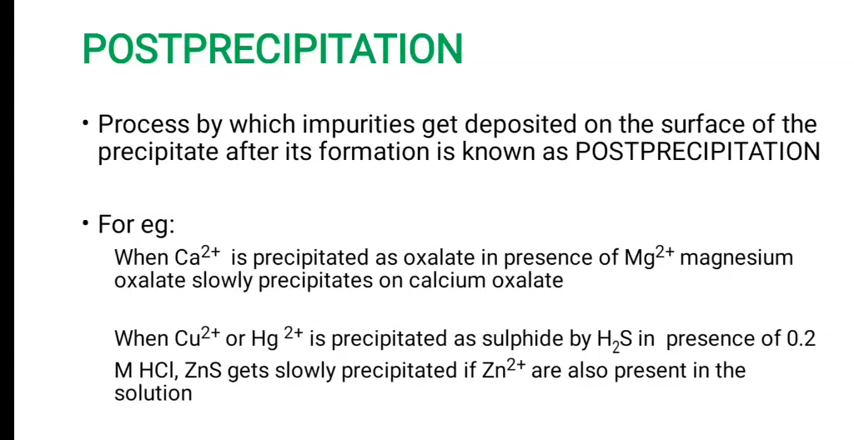 POSTPRECIPITATION
• Process by which impurities get deposited on the surface of the
precipitate after its formation is known as POSTPRECIPITATION
• For eg:
When Ca²⁺ is precipitated as oxalate in presence of Mg²⁺ magnesium
oxalate slowly precipitates on calcium oxalate
When Cu²⁺ or Hg ²⁺ is precipitated as sulphide by H₂S in presence of 0.2
M HCl, ZnS gets slowly precipitated if Zn²⁺ are also present in the
solution